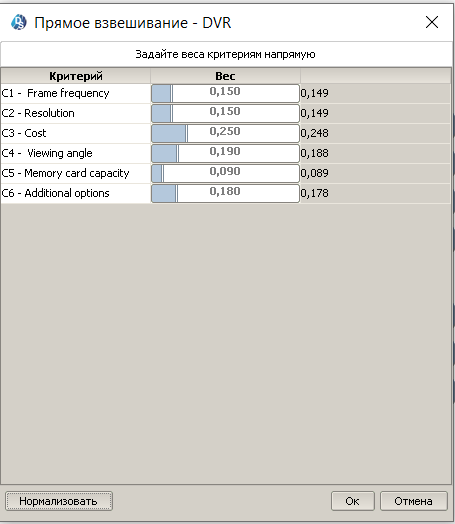 Прямое взвешивание - DVR
Задайте веса критериям напрямую
Критерий Вес
C1 - Frame frequency 0,150 0,149
C2 - Resolution 0,150 0,149
C3 - Cost 0,250 0,248
C4 - Viewing angle 0,190 0,188
C5 - Memory card capacity 0,090 0,089
C6 - Additional options 0,180 0,178
Нормализовать Ок Отмена